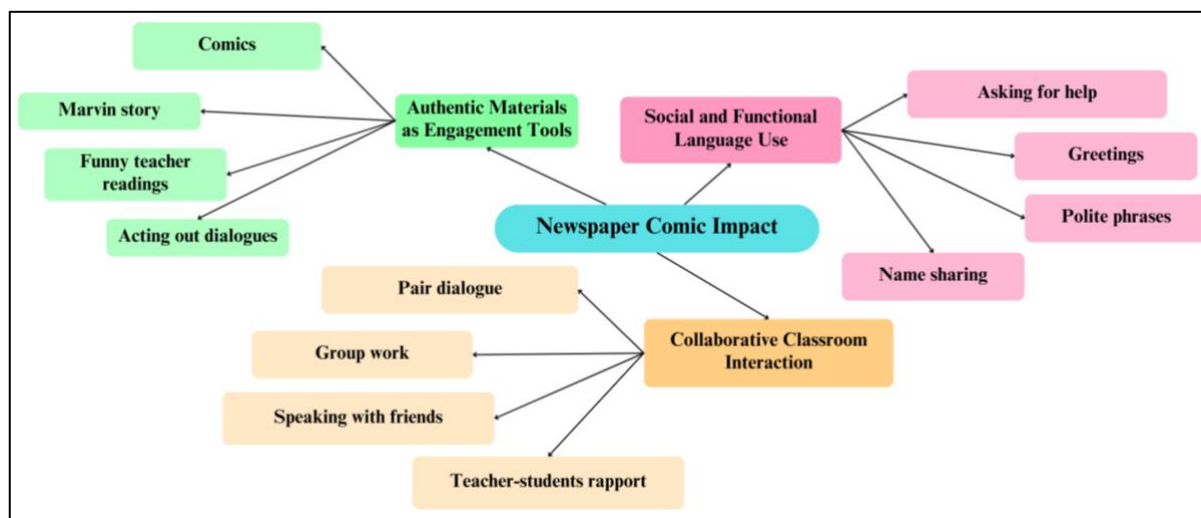 Comics
Marvin story
Funny teacher
readings
Acting out dialogues
Authentic Materials
as Engagement Tools
Social and Functional
Language Use
Asking for help
Greetings
Polite phrases
Name sharing
Newspaper Comic Impact
Pair dialogue
Group work
Speaking with friends
Teacher-students rapport
Collaborative Classroom
Interaction